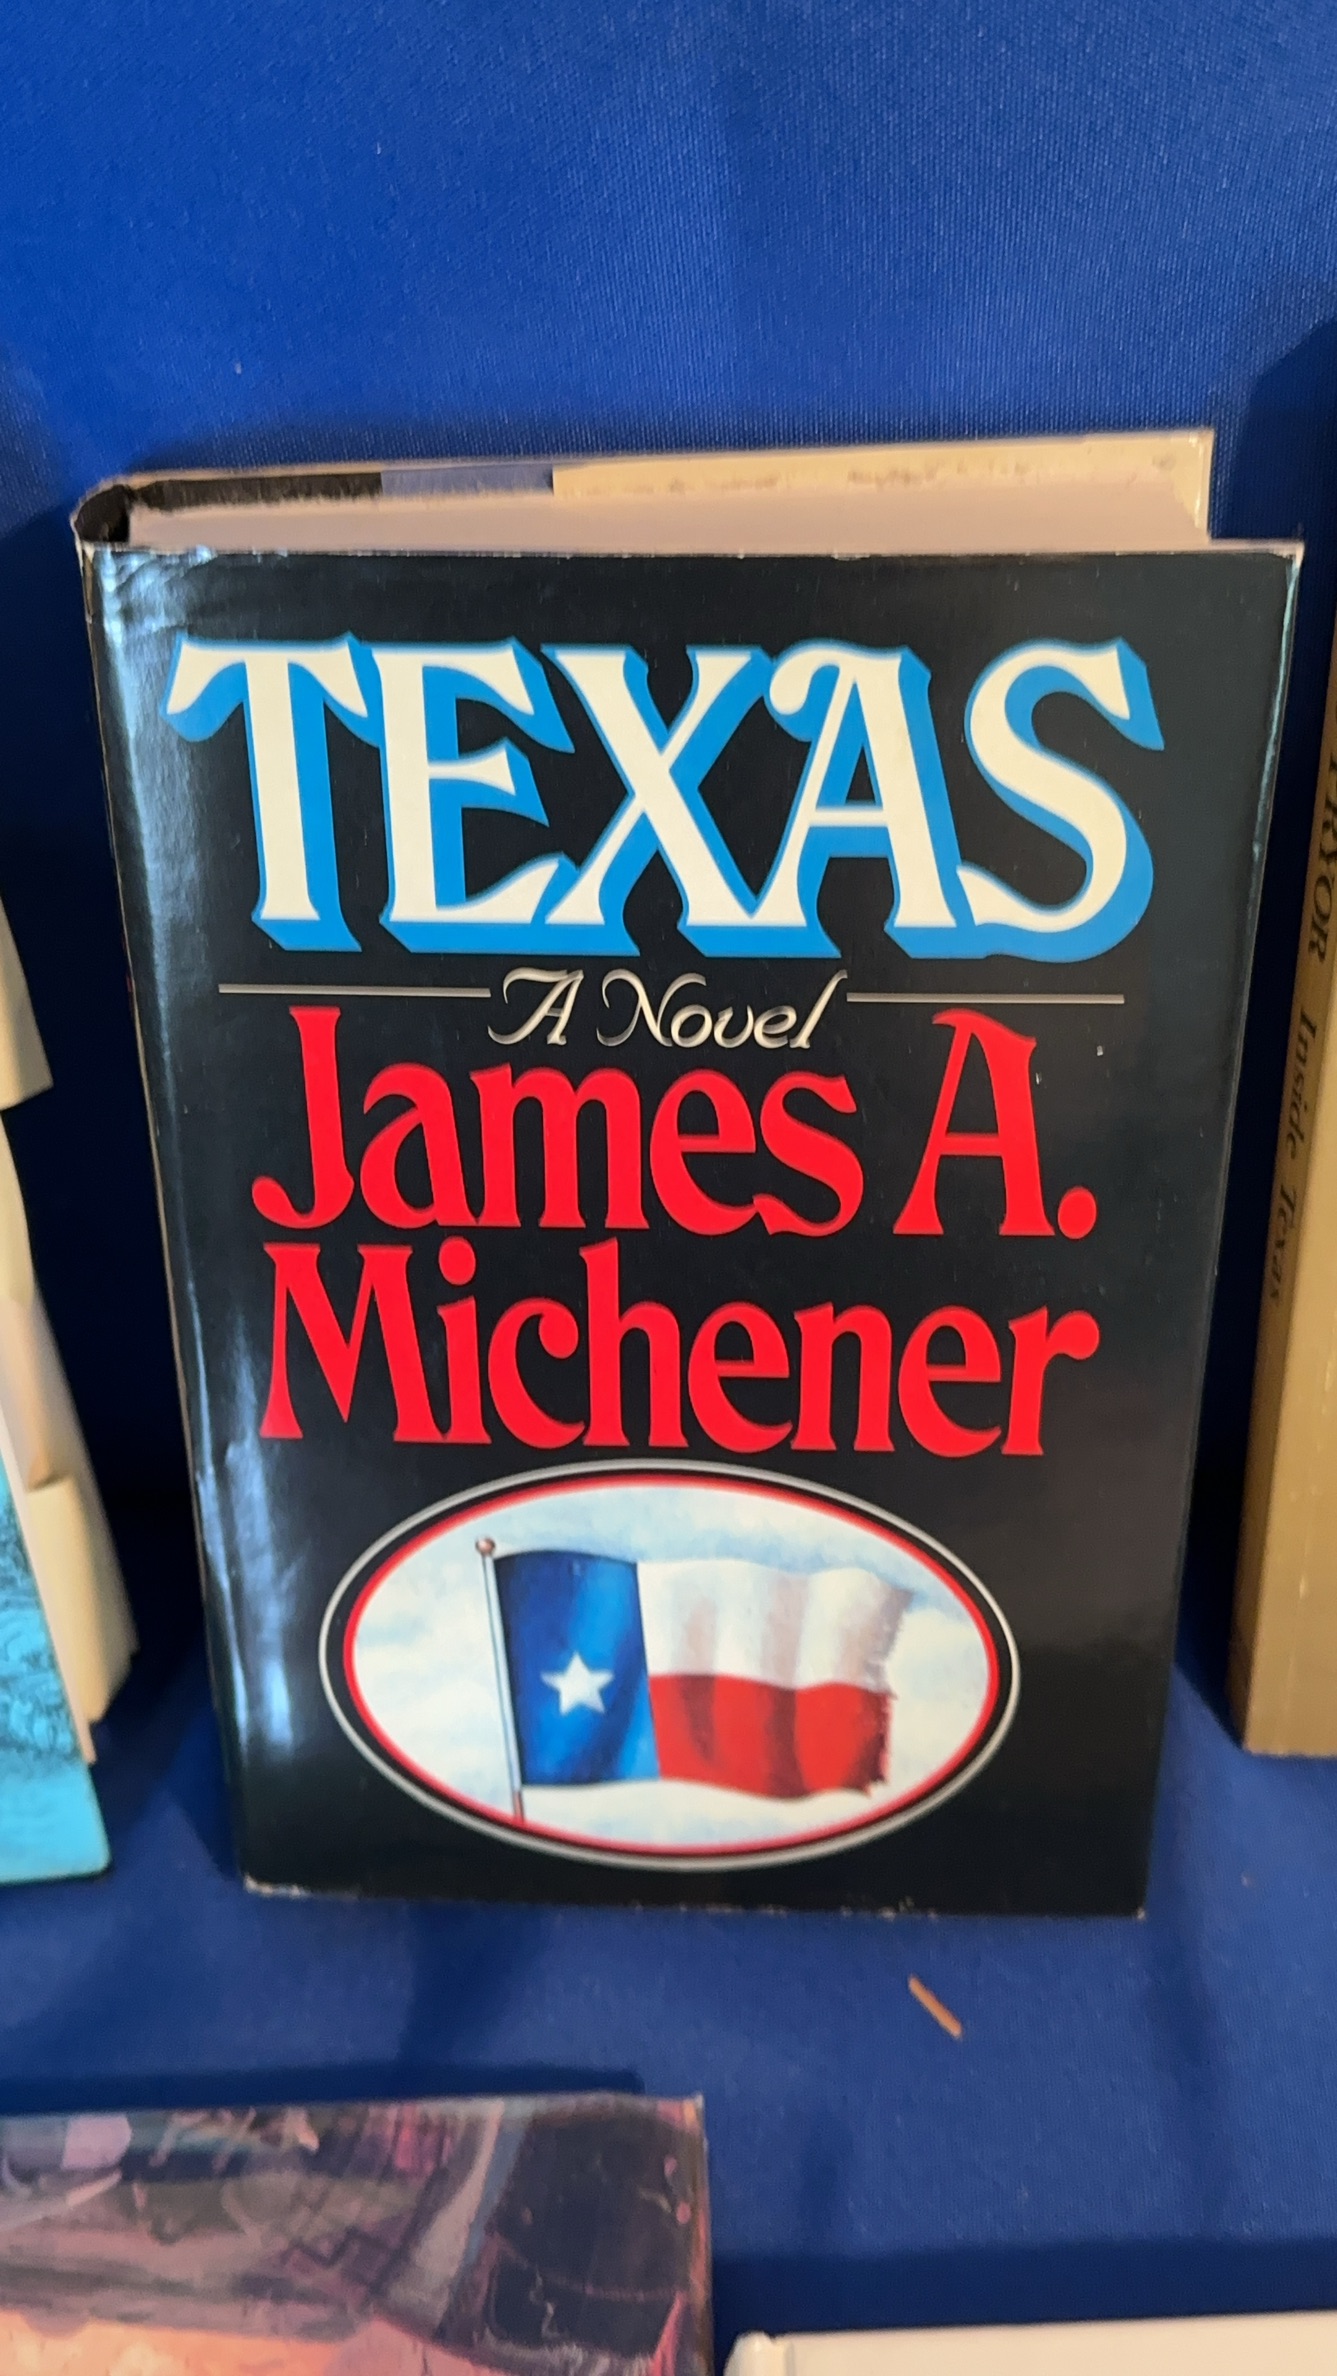 TEXAS
A Novel
James A.
Michener
Inside Texas